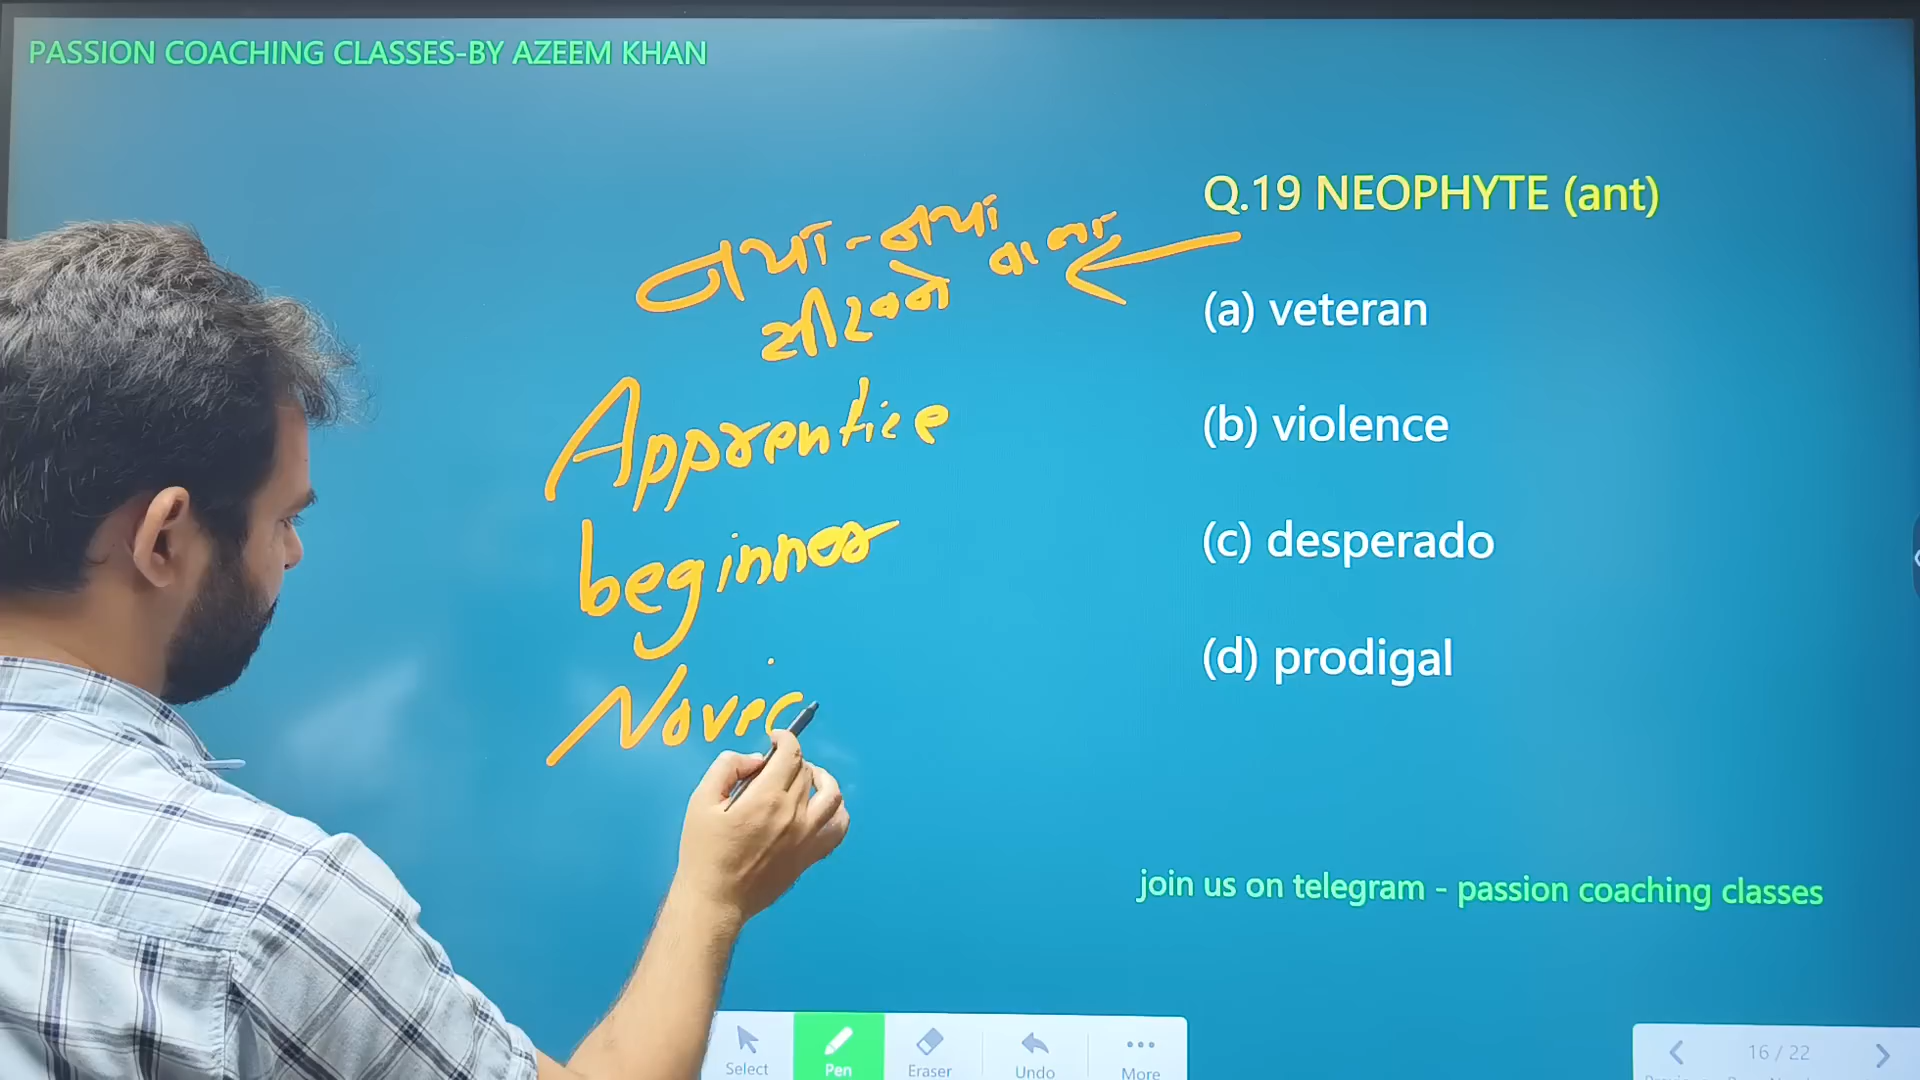 PASSION COACHING CLASSES-BY AZEEM KHAN
Q.19 NEOPHYTE (ant)
(a) veteran
(b) violence
(c) desperado
(d) prodigal
नया-नया
सीखने वाला
Apprentice
beginner
Novic
join us on telegram - passion coaching classes
Select
Pen
Eraser
Undo
More
16 / 22